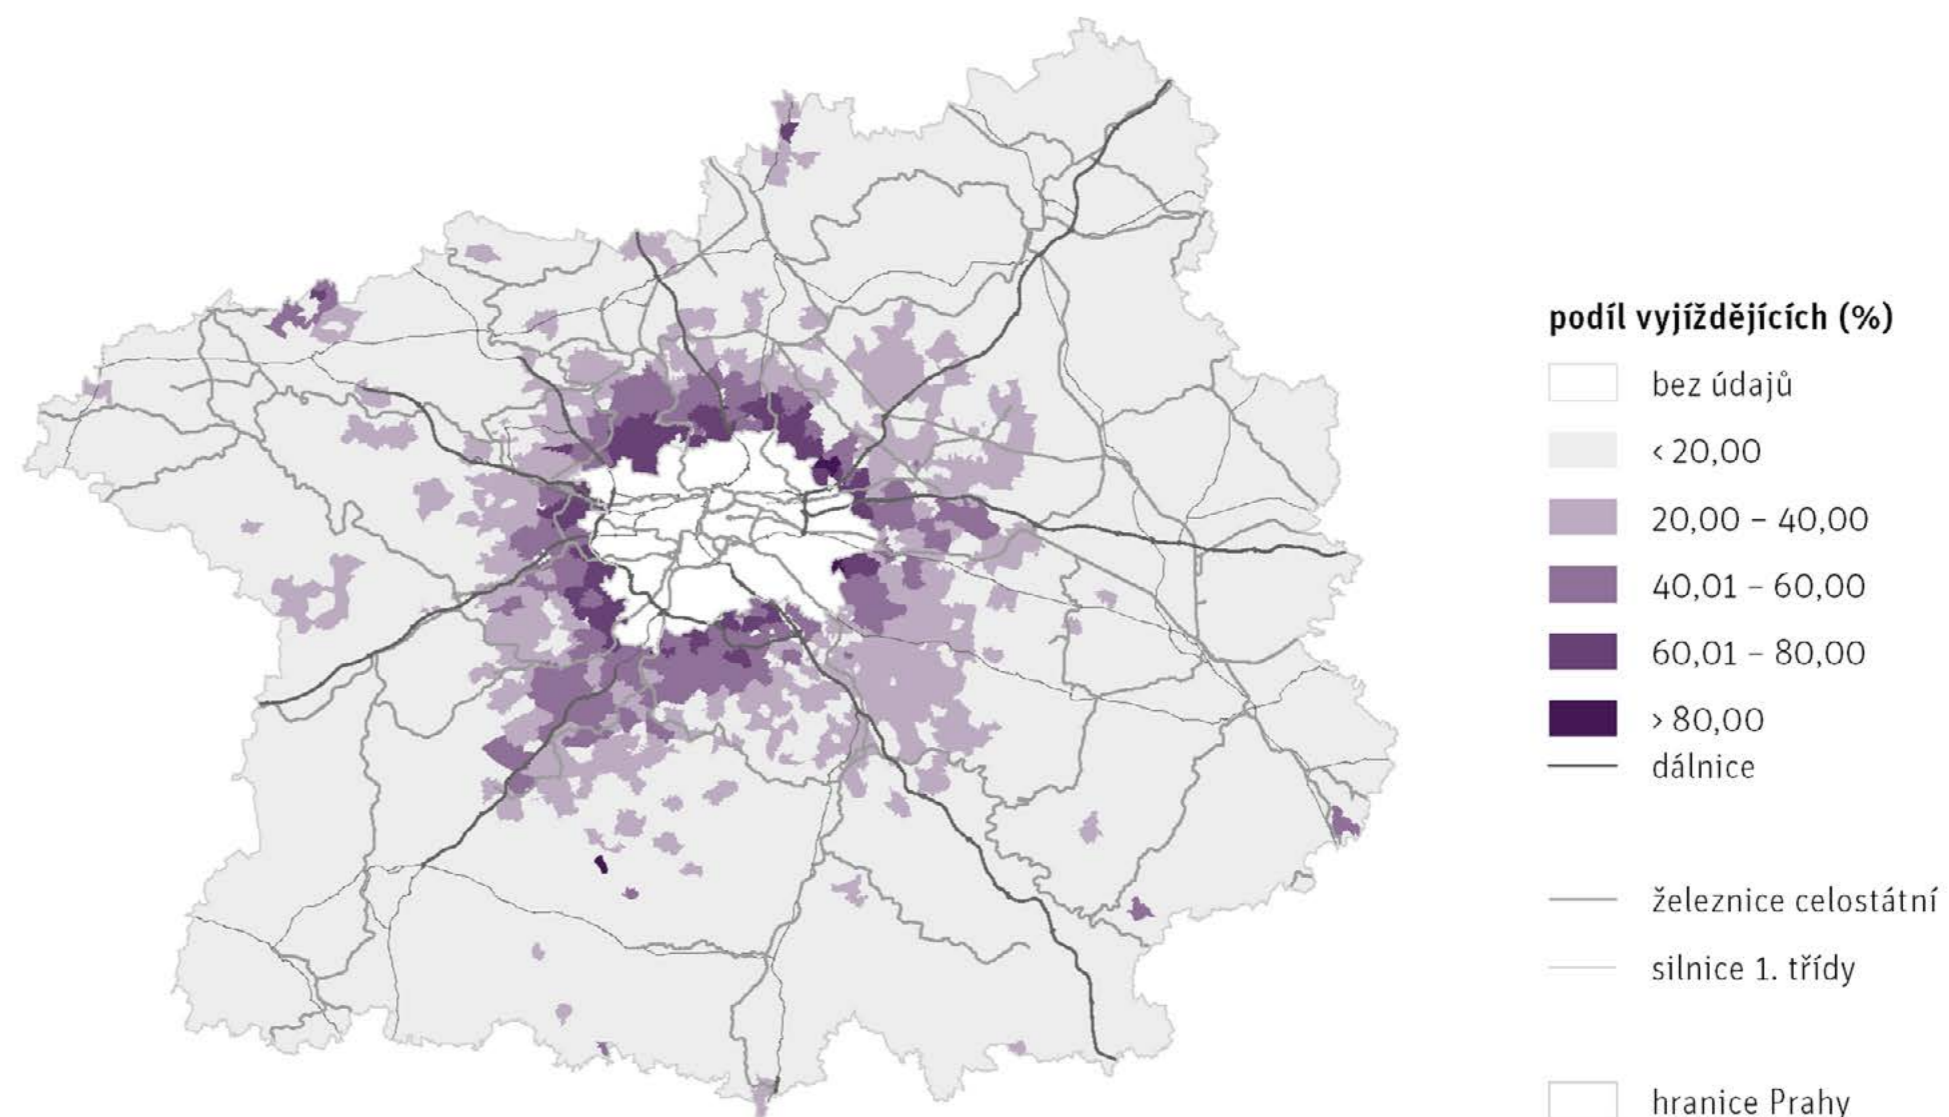 podíl vyjíždějících (%)
bez údajů
< 20,00
20,00 – 40,00
40,01 – 60,00
60,01 – 80,00
> 80,00
dálnice
železnice celostátní
silnice 1. třídy
hranice Prahy